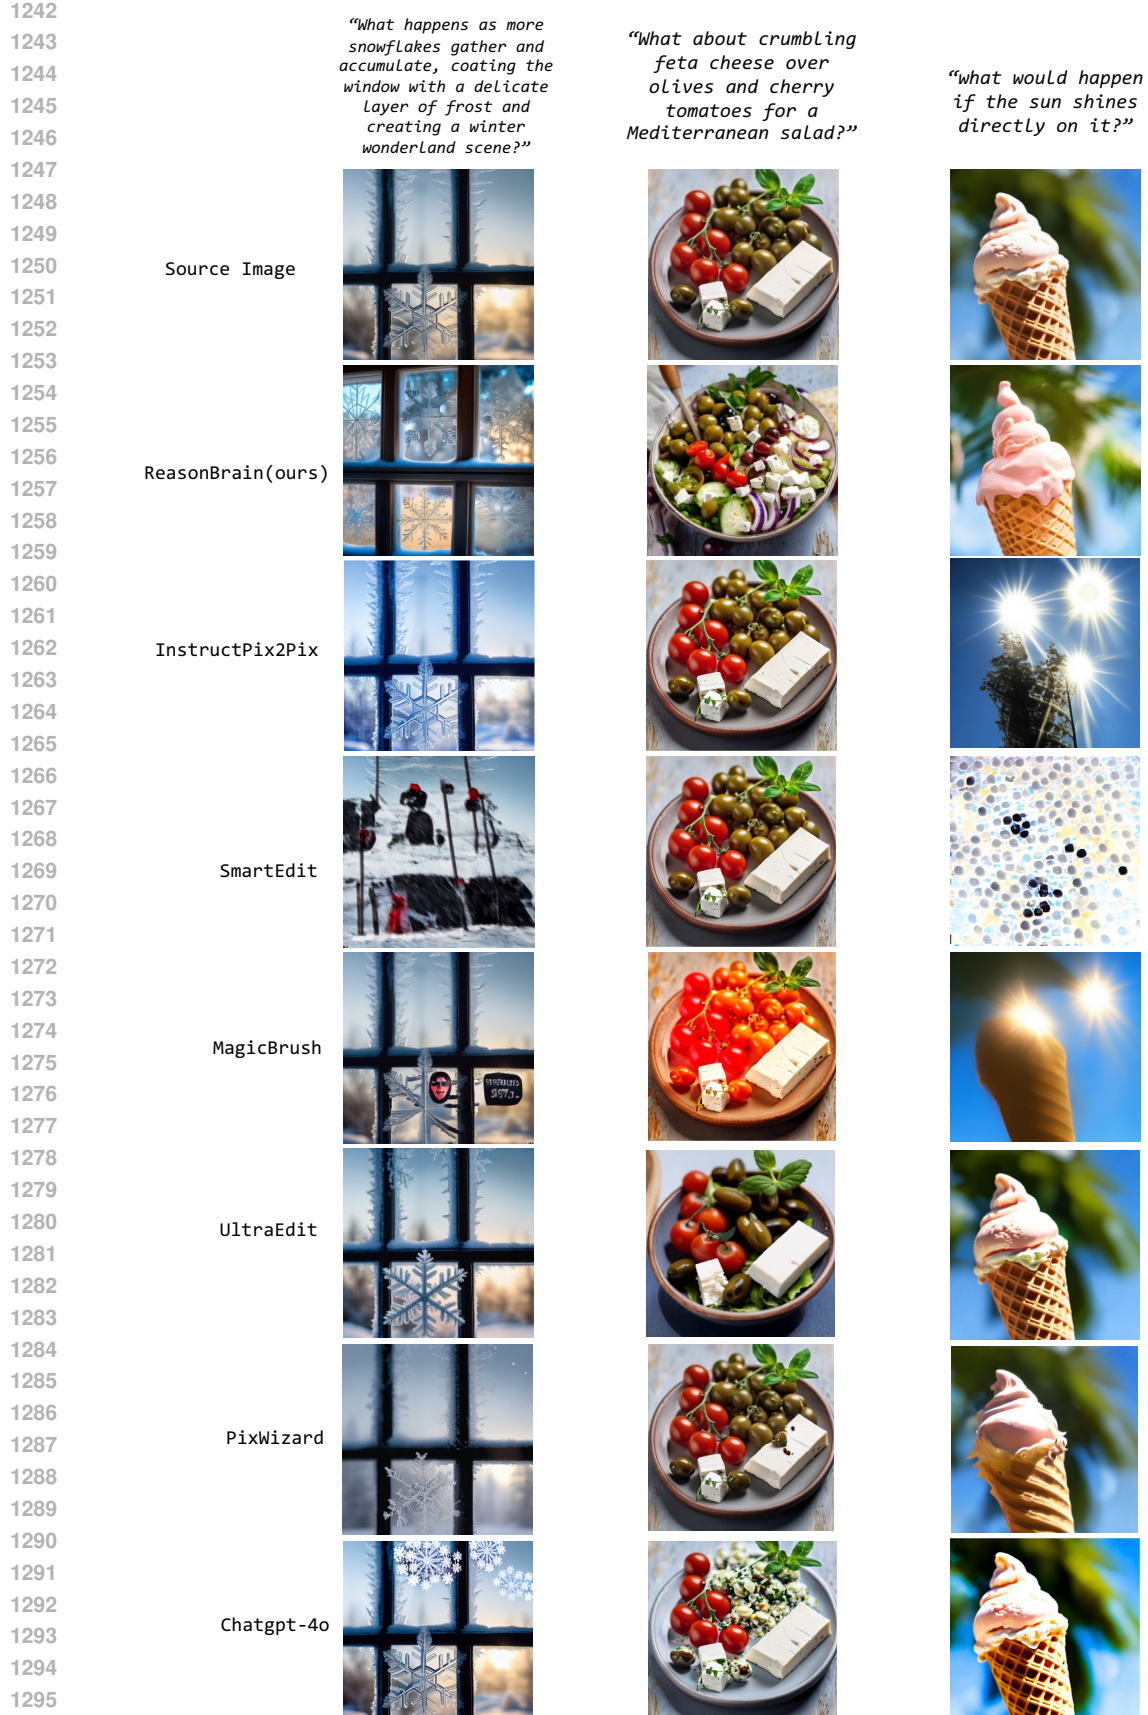 1242
1243
1244
1245
1246
1247
1248
1249
1250
1251
1252
1253
1254
1255
1256
1257
1258
1259
1260
1261
1262
1263
1264
1265
1266
1267
1268
1269
1270
1271
1272
1273
1274
1275
1276
1277
1278
1279
1280
1281
1282
1283
1284
1285
1286
1287
1288
1289
1290
1291
1292
1293
1294
1295
“What happens as more
snowflakes gather and
accumulate, coating the
window with a delicate
layer of frost and
creating a winter
wonderland scene?”
“What about crumbling
feta cheese over
olives and cherry
tomatoes for a
Mediterranean salad?”
“what would happen
if the sun shines
directly on it?”
Source Image
ReasonBrain(ours)
InstructPix2Pix
SmartEdit
MagicBrush
UltraEdit
PixWizard
Chatgpt-4o